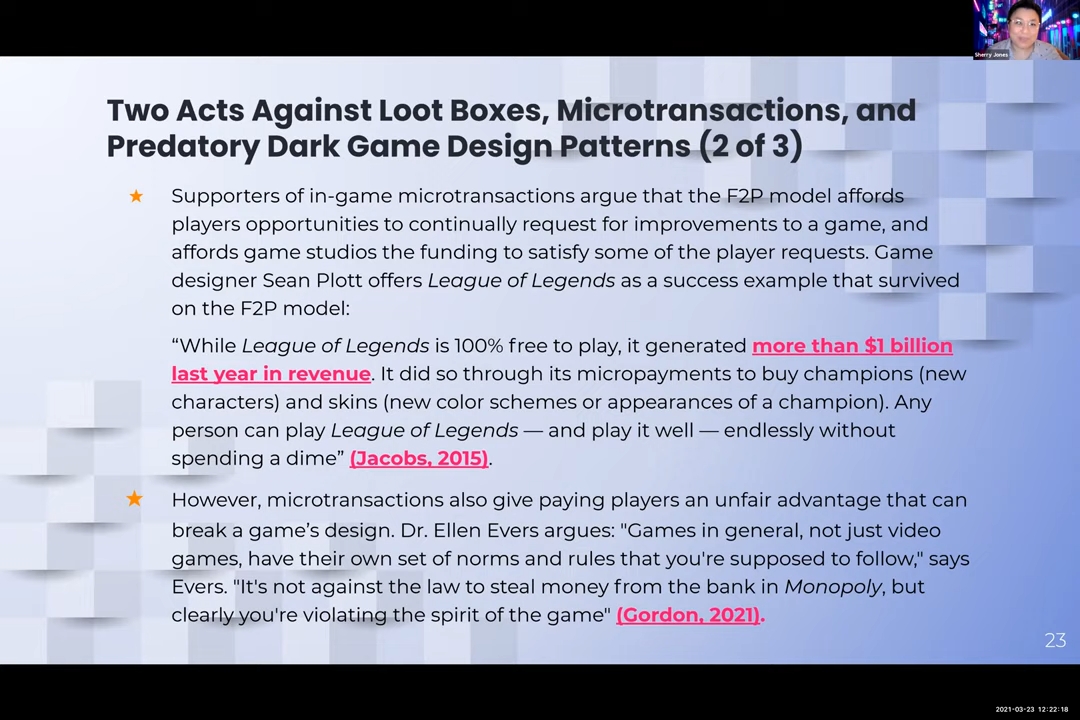 Sherry Jones
Two Acts Against Loot Boxes, Microtransactions, and
Predatory Dark Game Design Patterns (2 of 3)
★ Supporters of in-game microtransactions argue that the F2P model affords
players opportunities to continually request for improvements to a game, and
affords game studios the funding to satisfy some of the player requests. Game
designer Sean Plott offers League of Legends as a success example that survived
on the F2P model:
“While League of Legends is 100% free to play, it generated more than $1 billion
last year in revenue. It did so through its micropayments to buy champions (new
characters) and skins (new color schemes or appearances of a champion). Any
person can play League of Legends — and play it well — endlessly without
spending a dime” (Jacobs, 2015).
★ However, microtransactions also give paying players an unfair advantage that can
break a game’s design. Dr. Ellen Evers argues: "Games in general, not just video
games, have their own set of norms and rules that you're supposed to follow," says
Evers. "It's not against the law to steal money from the bank in Monopoly, but
clearly you're violating the spirit of the game" (Gordon, 2021).
23
2021-03-23 12:22:18